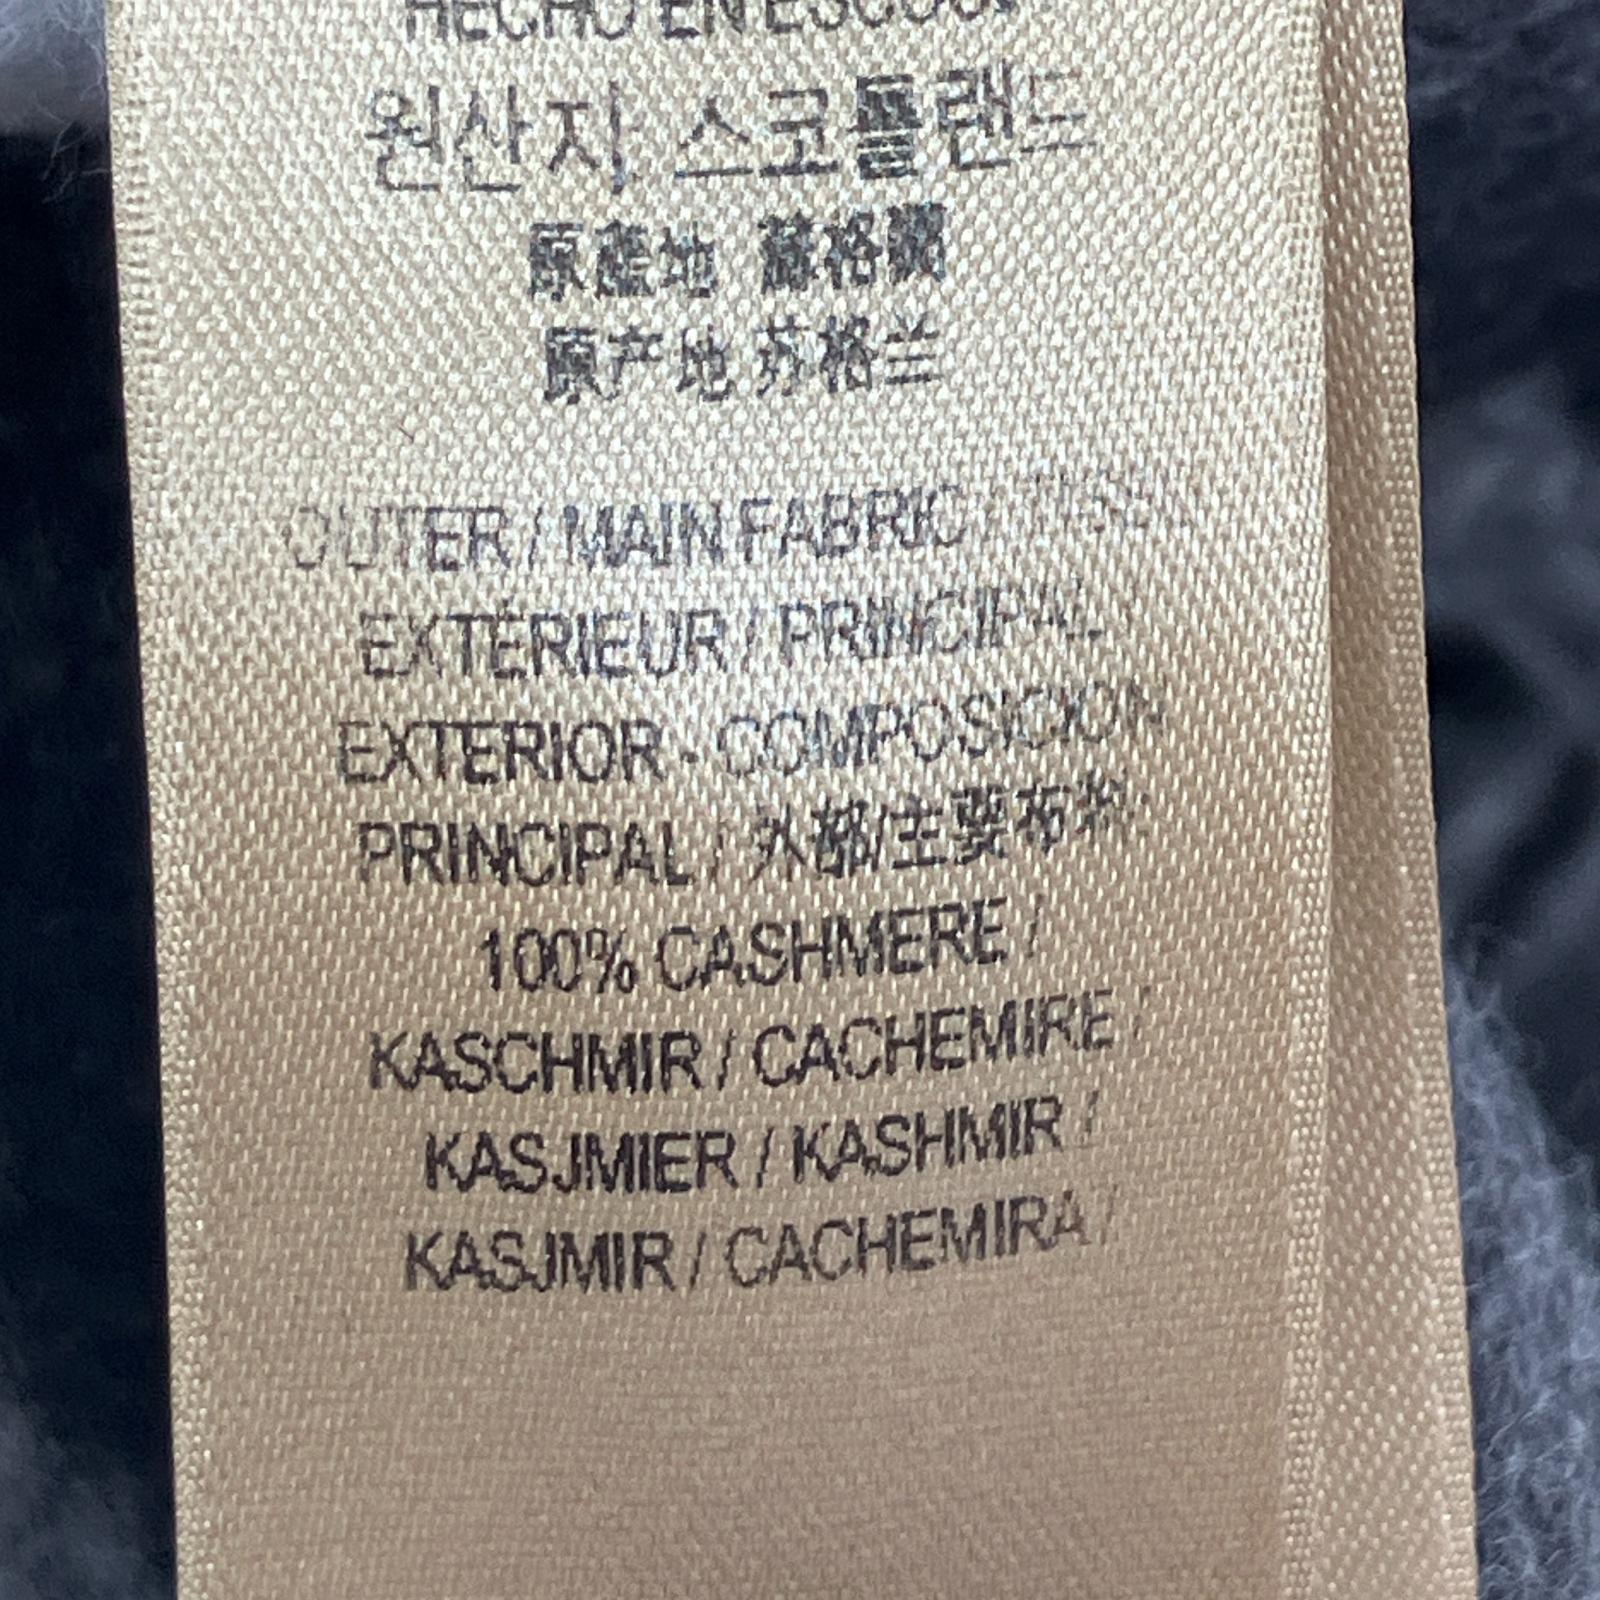 HECHO EN
원산지 스코틀랜드
原產地 蘇格蘭
原产地 苏格兰
OUTER / MAIN FABRIC /
EXTÉRIEUR / PRINCIPAL
EXTERIOR - COMPOSICION
PRINCIPAL / 外部/主要布料:
100% CASHMERE /
KASCHMIR / CACHEMIRE /
KASJMIER / KASHMIR /
KASJMIR / CACHEMIRA /